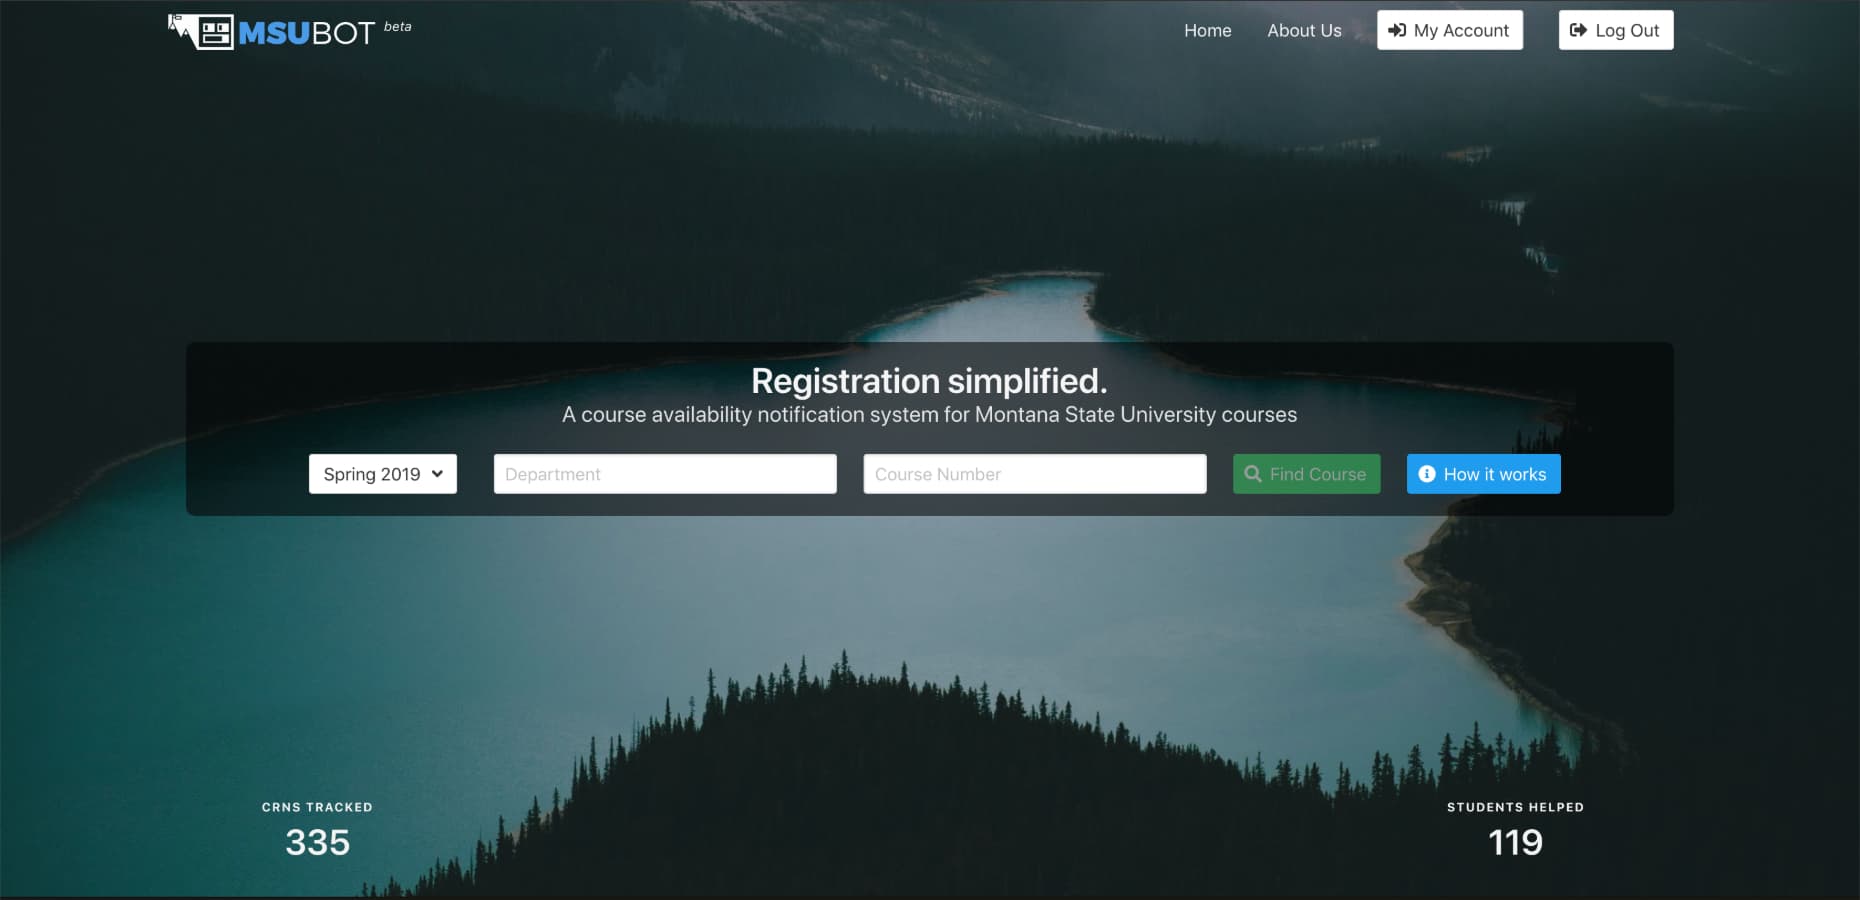 MSUBOT beta
Home
About Us
My Account
Log Out
Registration simplified.
A course availability notification system for Montana State University courses
Spring 2019
Department
Course Number
Find Course
How it works
CRNS TRACKED
335
STUDENTS HELPED
119